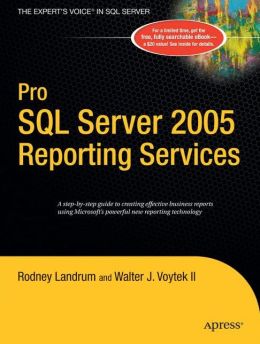 THE EXPERT'S VOICE® IN SQL SERVER
For a limited time, get the
free, fully searchable eBook—
a $20 value! See inside for details.
Pro
SQL Server 2005
Reporting Services
A step-by-step guide to creating effective business reports
using Microsoft's powerful new reporting technology
Rodney Landrum and Walter J. Voytek II
Apress®